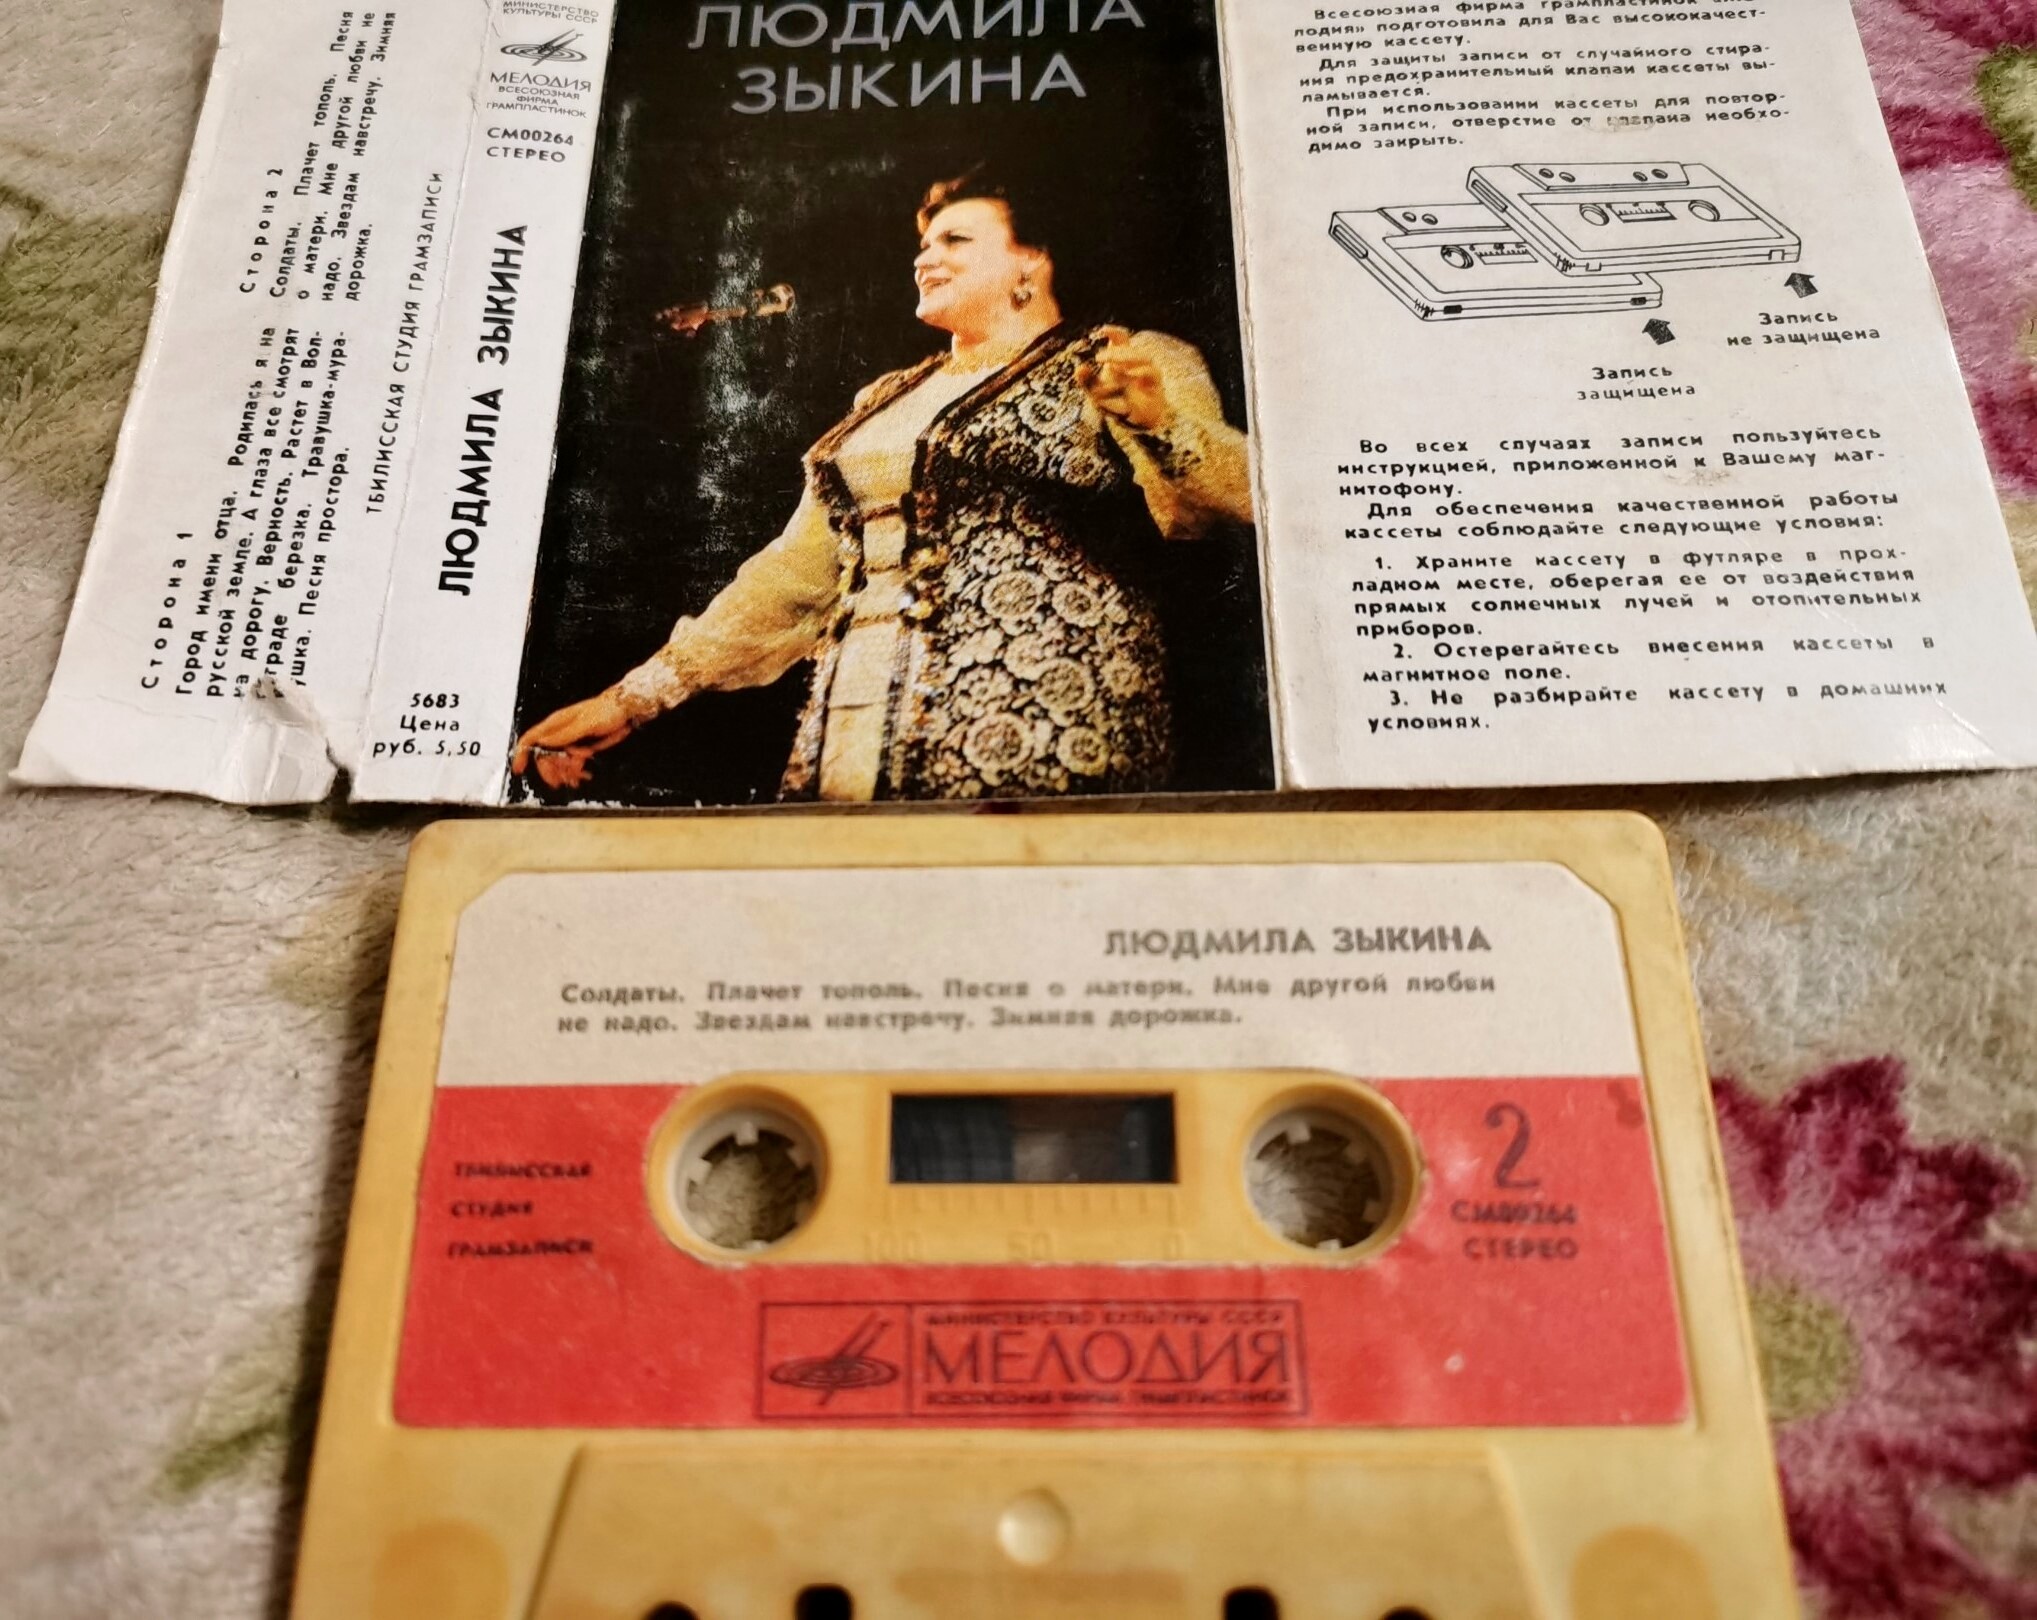 Сторона 1
Город имени отца. Родилась я на
русской земле. А глаза все смотрят
на дорогу. Верность. Растет в Вол-
березка. Травушка-мура-
Песня простора.
Сторона 2
Солдаты. Плачет тополь. Песня
о матери. Мне другой любви не
надо. Звездам навстречу. Зимняя
дорожка.
ТБИЛИССКАЯ СТУДИЯ ГРАМЗАПИСИ
МИНИСТЕРСТВО
КУЛЬТУРЫ СССР
МЕЛОДИЯ
ВСЕСОЮЗНАЯ
ФИРМА
ГРАМПЛАСТИНОК
СМ00264
СТЕРЕО
ЛЮДМИЛА ЗЫКИНА
5683
Цена
руб. 5,50
ЛЮДМИЛА
ЗЫКИНА
Всесоюзная фирма грампластинок
лодия» подготовила для Вас высококачест-
венную кассету.
Для защиты записи от случайного стира-
ния предохранительный клапан кассеты вы-
ламывается.
При использовании кассеты для повтор-
ной записи, отверстие от клапана необхо-
димо закрыть.
Запись
не защищена
Запись
защищена
Во всех случаях записи пользуйтесь
инструкцией, приложенной к Вашему маг-
нитофону.
Для обеспечения качественной работы
кассеты соблюдайте следующие условия:
1. Храните кассету в футляре в прох-
ладном месте, оберегая ее от воздействия
прямых солнечных лучей и отопительных
приборов.
2. Остерегайтесь внесения кассеты в
магнитное поле.
3. Не разбирайте кассету в домашних
условиях.
ЛЮДМИЛА ЗЫКИНА
Солдаты. Плачет тополь. Песня о матери. Мне другой любви
не надо. Звездам навстречу. Зимняя дорожка.
ТБИЛИССКАЯ
СТУДИЯ
ГРАМЗАПИСИ
100 50 0
2
СМ00264
СТЕРЕО
МИНИСТЕРСТВО КУЛЬТУРЫ СССР
МЕЛОДИЯ
ВСЕСОЮЗНАЯ ФИРМА ГРАМПЛАСТИНОК